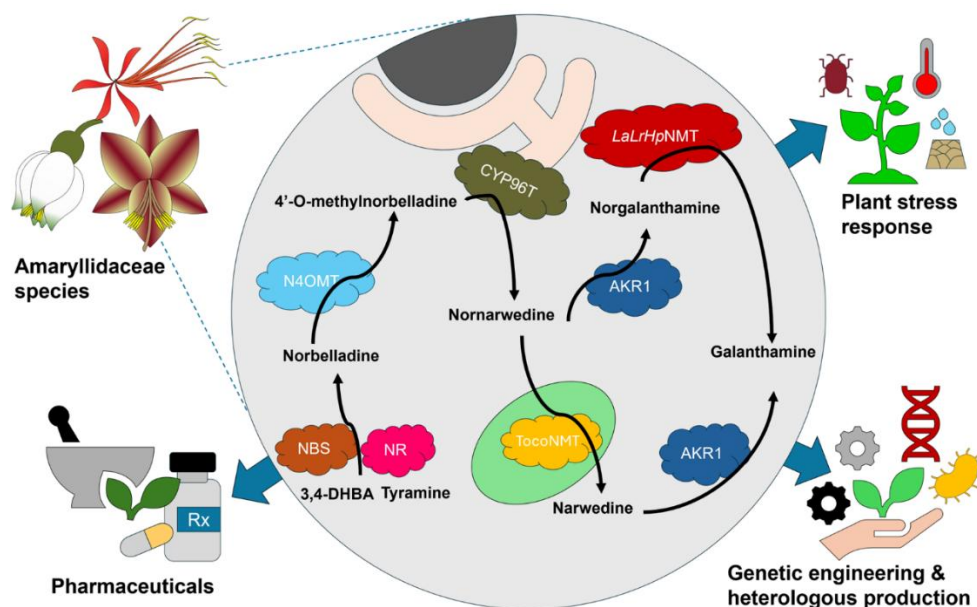 LaLrHpNMT
CYP96T
4'-O-methylnorbelladine
Norgalanthamine
Plant stress
response
Amaryllidaceae
species
N4OMT
AKR1
Nornarwedine
Norbelladine
Galanthamine
NBS
NR
TocoNMT
AKR1
3,4-DHBA Tyramine
Narwedine
Rx
Pharmaceuticals
Genetic engineering &
heterologous production